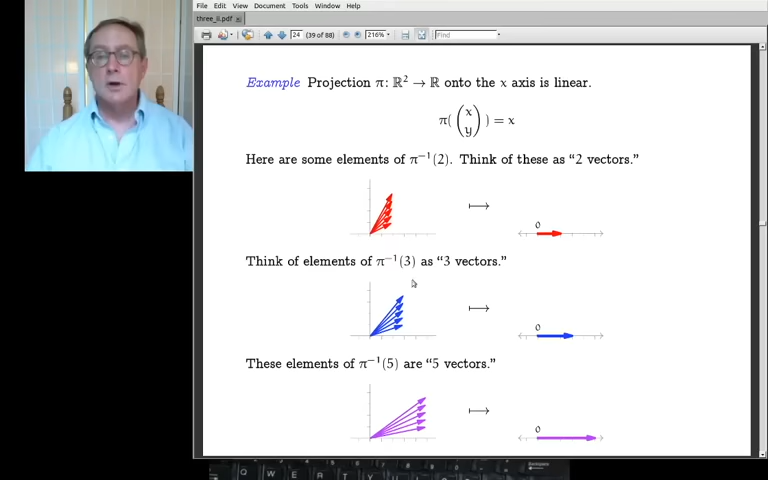 File Edit View Document Tools Window Help
three_ii.pdf
24 (39 of 88) 216% Find
Example Projection π: ℝ² → ℝ onto the x axis is linear.
π( ( x
y ) ) = x
Here are some elements of π⁻¹(2). Think of these as “2 vectors.”
⟼ 0
Think of elements of π⁻¹(3) as “3 vectors.”
⟼ 0
These elements of π⁻¹(5) are “5 vectors.”
⟼ 0
Q W E R T Y U Backspace